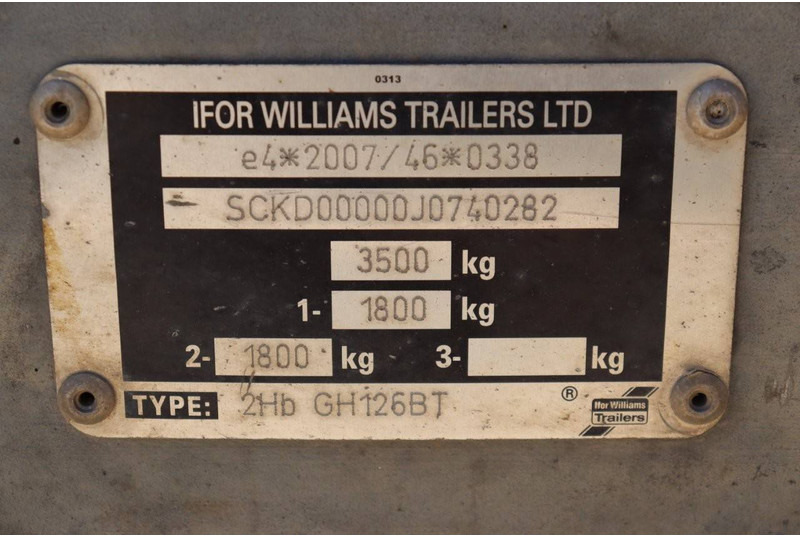 0313
IFOR WILLIAMS TRAILERS LTD
e4*2007/46*0338
SCKD00000J0740282
3500 kg
1- 1800 kg
2- 1800 kg 3- kg
TYPE: 2Hb GH126BT ®
Ifor Williams
Trailers